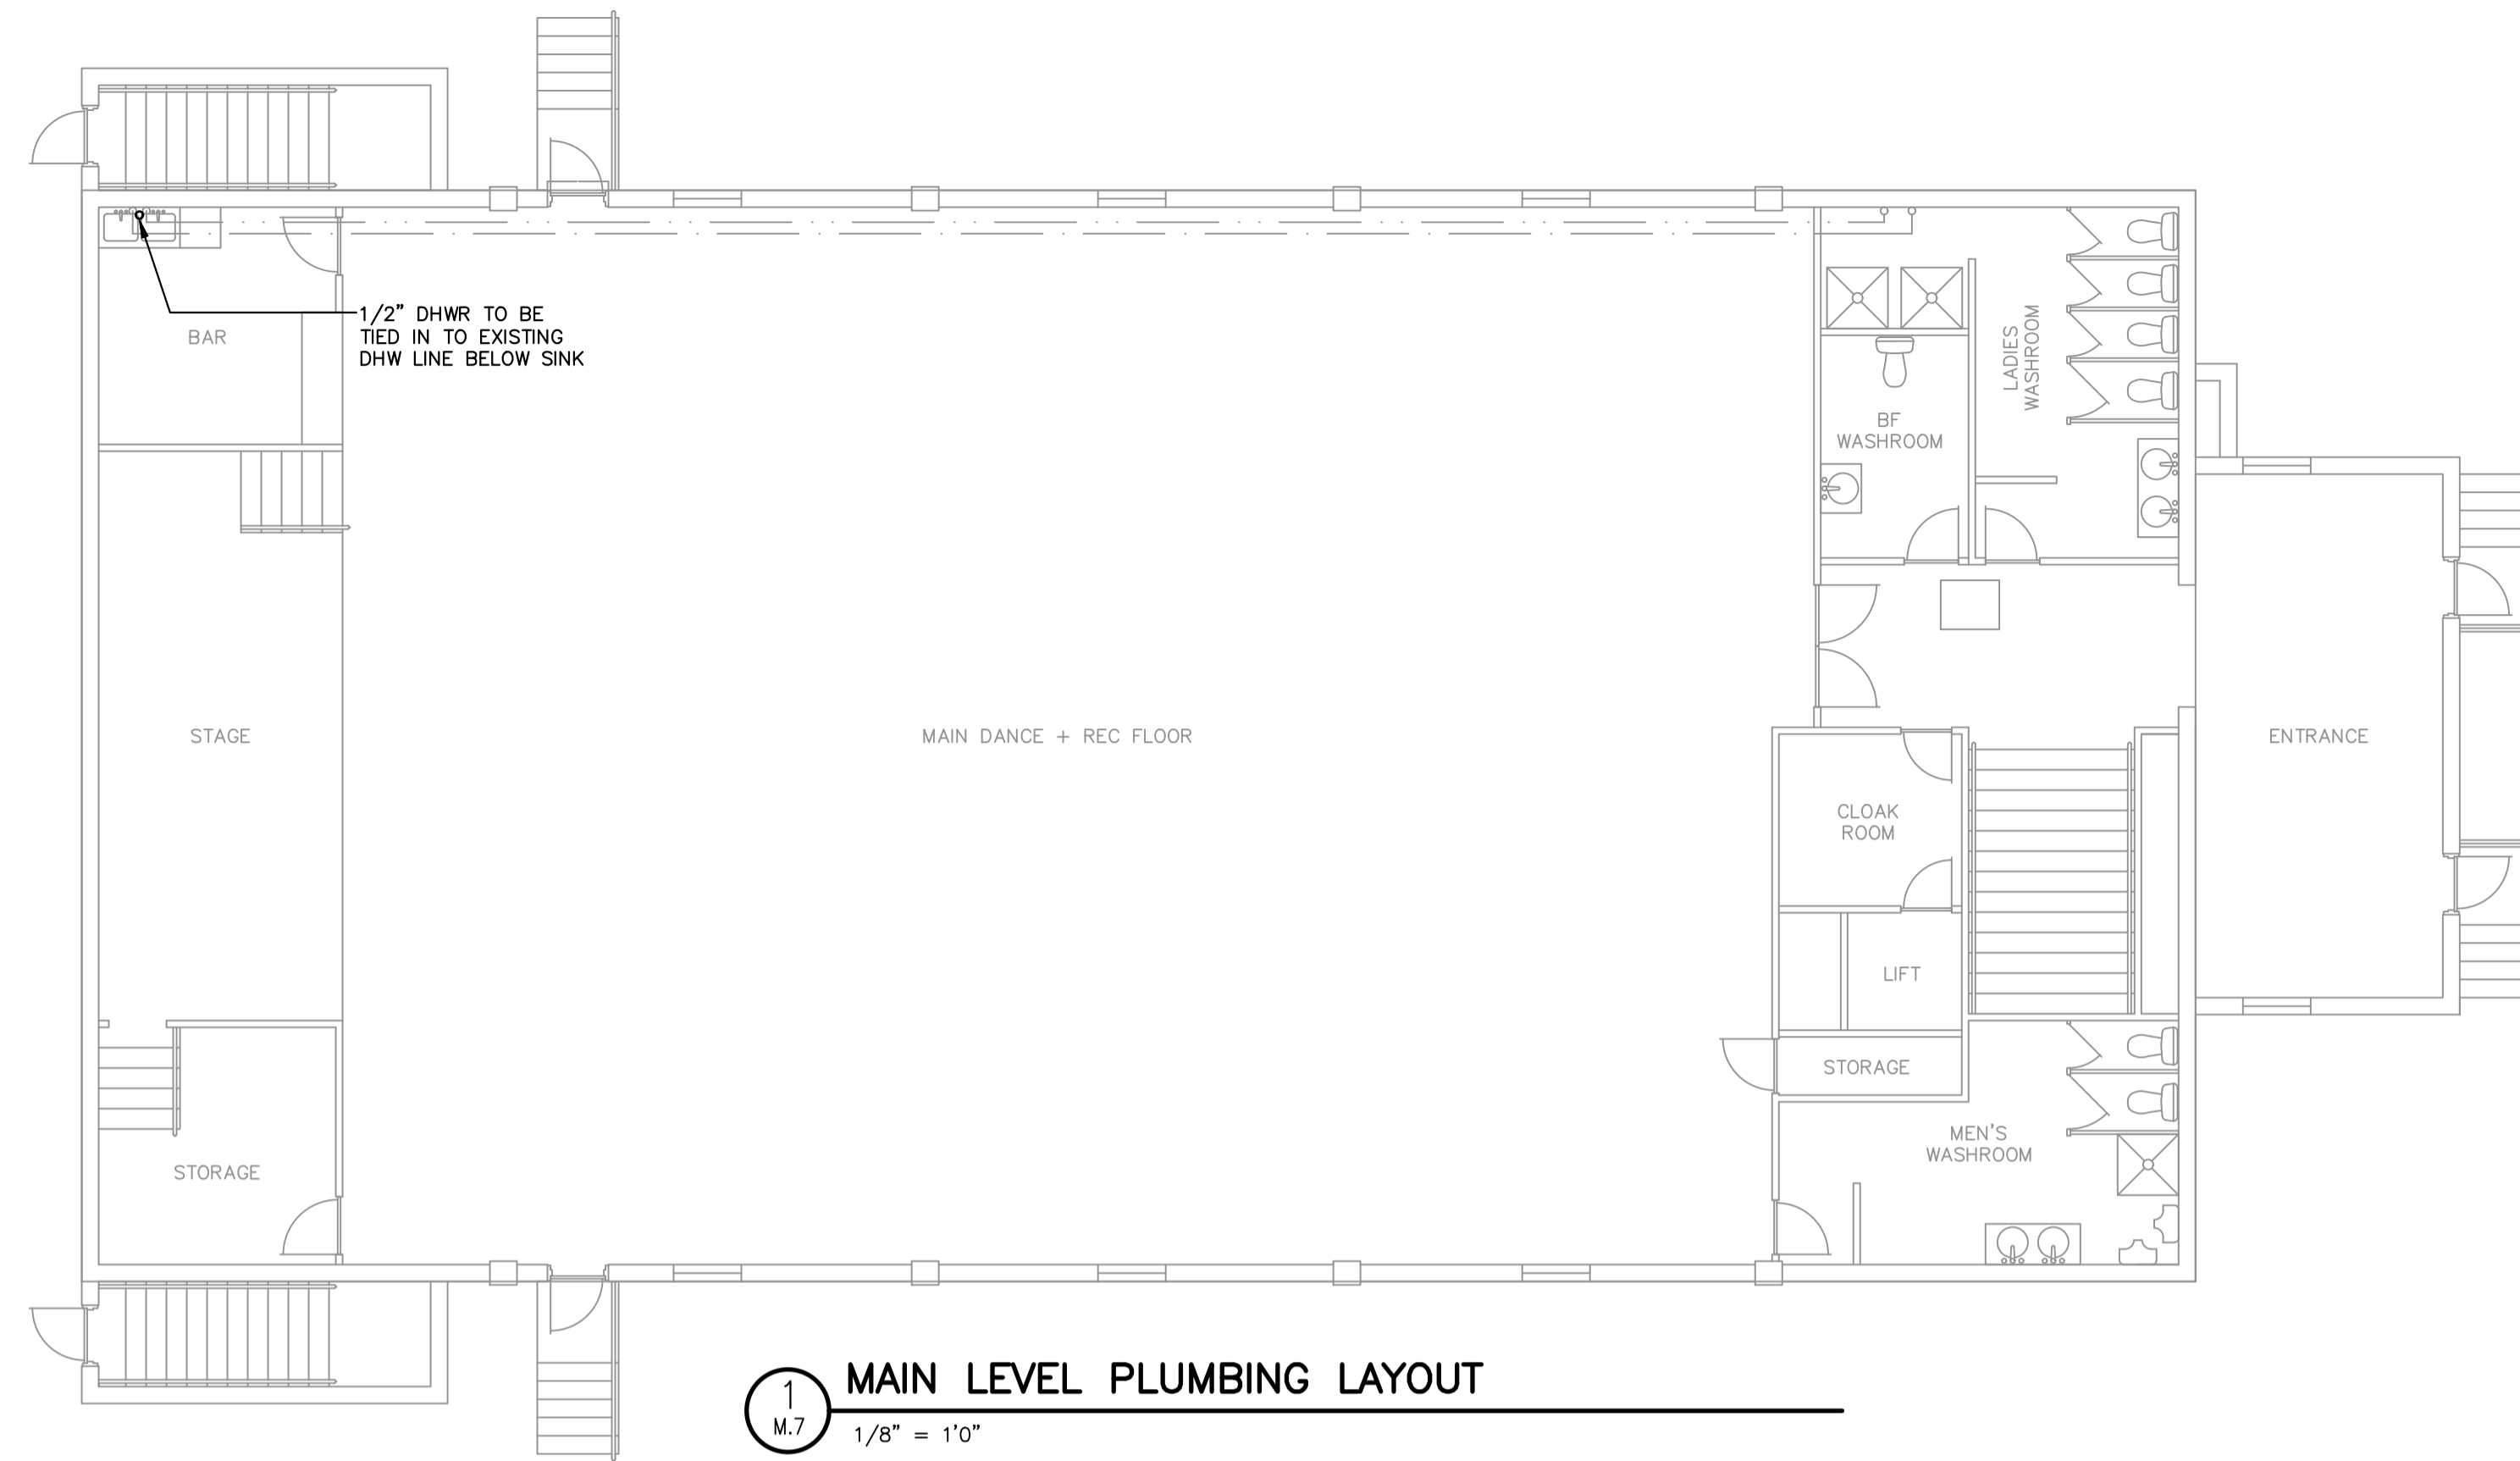 1/2" DHWR TO BE
TIED IN TO EXISTING
DHW LINE BELOW SINK
BAR
LADIES
WASHROOM
BF
WASHROOM
STAGE
MAIN DANCE + REC FLOOR
ENTRANCE
CLOAK
ROOM
LIFT
STORAGE
MEN'S
WASHROOM
STORAGE
1
M.7
MAIN LEVEL PLUMBING LAYOUT
1/8" = 1'0"